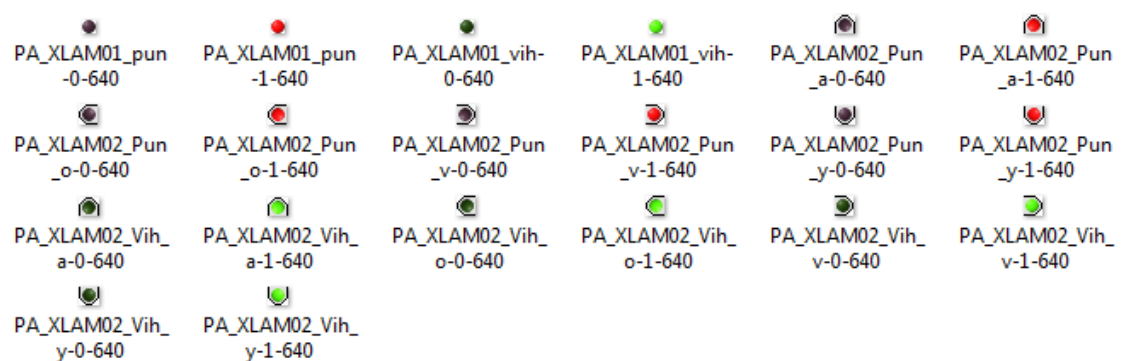 PA_XLAM01_pun PA_XLAM01_pun PA_XLAM01_vih- PA_XLAM01_vih- PA_XLAM02_Pun PA_XLAM02_Pun
-0-640 -1-640 0-640 1-640 _a-0-640 _a-1-640
PA_XLAM02_Pun PA_XLAM02_Pun PA_XLAM02_Pun PA_XLAM02_Pun PA_XLAM02_Pun PA_XLAM02_Pun
_o-0-640 _o-1-640 _v-0-640 _v-1-640 _y-0-640 _y-1-640
PA_XLAM02_Vih_ PA_XLAM02_Vih_ PA_XLAM02_Vih_ PA_XLAM02_Vih_ PA_XLAM02_Vih_ PA_XLAM02_Vih_
a-0-640 a-1-640 o-0-640 o-1-640 v-0-640 v-1-640
PA_XLAM02_Vih_ PA_XLAM02_Vih_
y-0-640 y-1-640